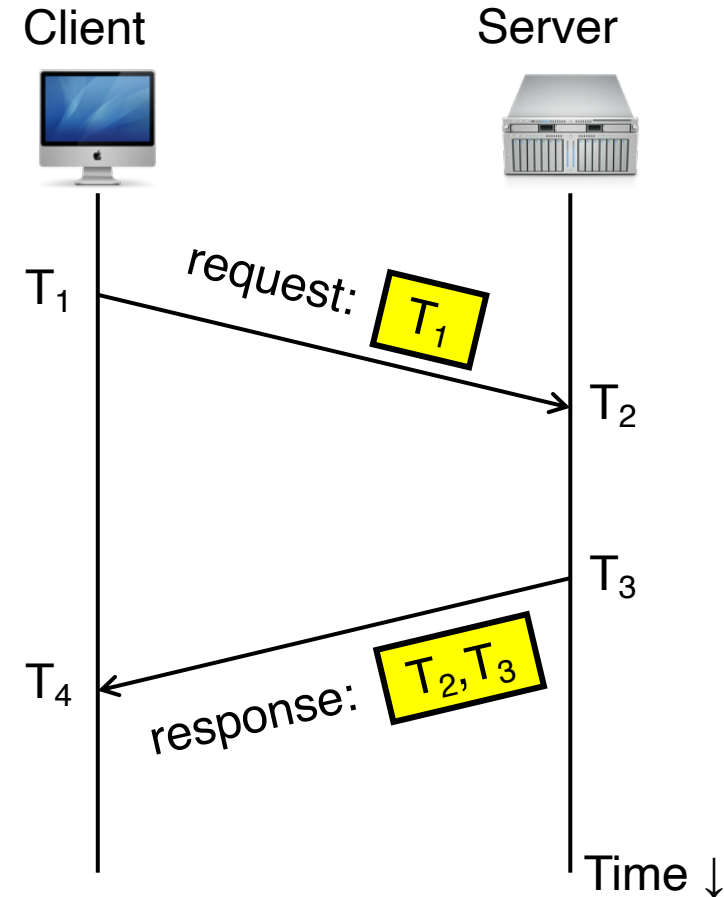 Client
Server
request: T₁
T₁
T₂
T₃
T₄
response: T₂,T₃
Time ↓